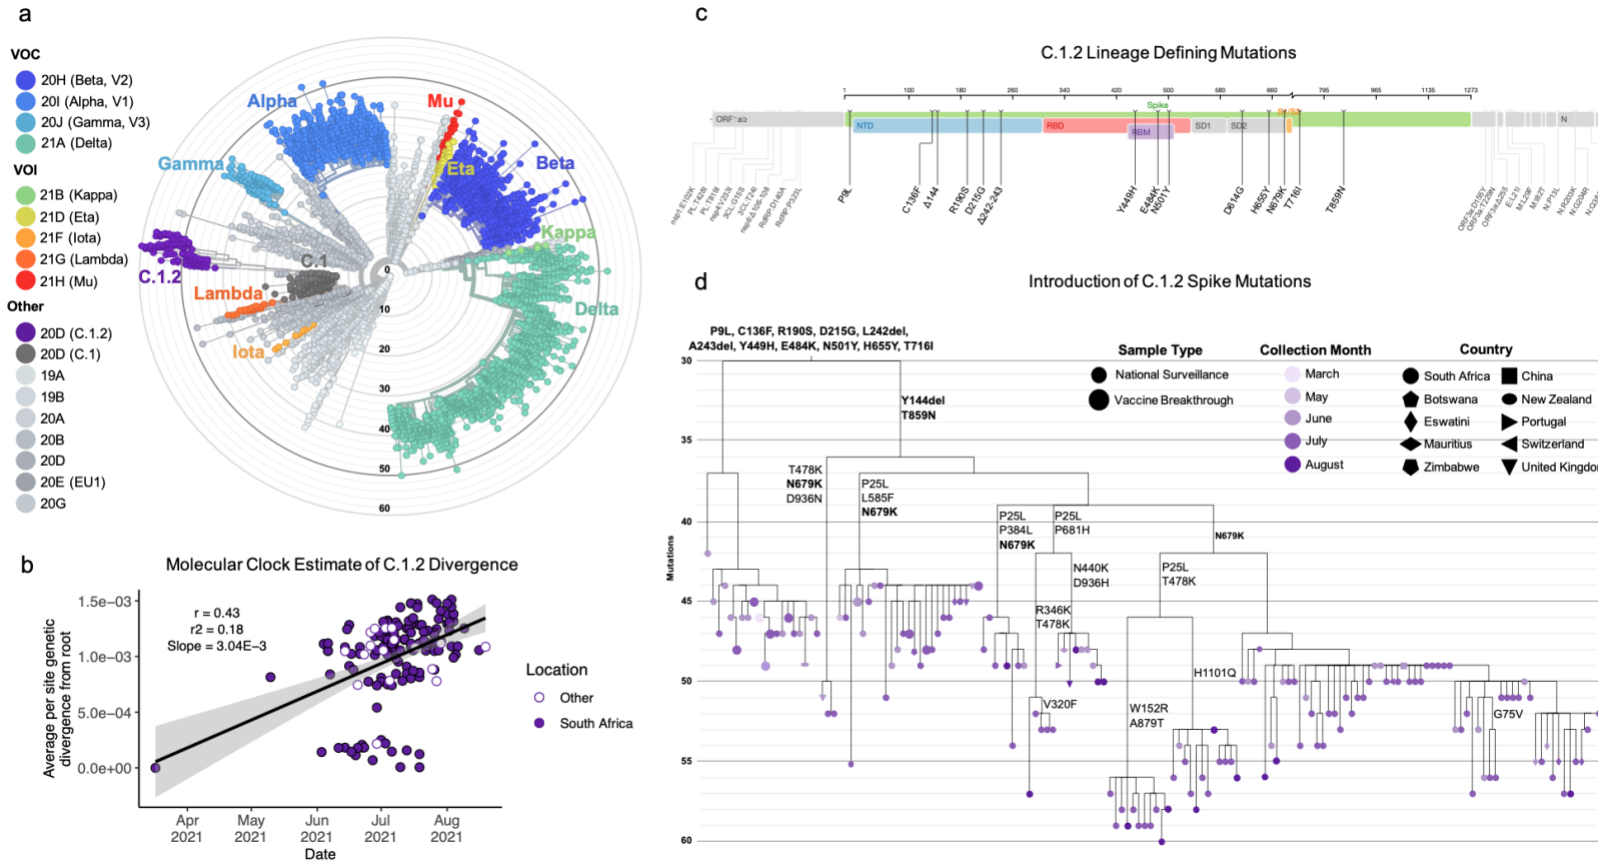 a
VOC
20H (Beta, V2)
20I (Alpha, V1)
20J (Gamma, V3)
21A (Delta)
VOI
21B (Kappa)
21D (Eta)
21F (Iota)
21G (Lambda)
21H (Mu)
Other
20D (C.1.2)
20D (C.1)
19A
19B
20A
20B
20D
20E (EU1)
20G
Alpha
Mu
Gamma
Eta
Beta
Kappa
C.1
C.1.2
Lambda
Delta
Iota
0
10
20
30
40
50
60
b
Molecular Clock Estimate of C.1.2 Divergence
Average per site genetic
divergence from root
1.5e−03
1.0e−03
5.0e−04
0.0e+00
r = 0.43
r2 = 0.18
Slope = 3.04E−3
Apr
2021
May
2021
Jun
2021
Jul
2021
Aug
2021
Date
Location
Other
South Africa
c
C.1.2 Lineage Defining Mutations
21 100 180 260 340 420 500 580 660 795 965 1135 1273
Spike
ORF1ab NTD RBD RBM SD1 SD2 N
P9L
C136F
Δ144
R190S
D215G
Δ242-243
Y449H
E484K
N501Y
D614G
H655Y
N679K
T716I
T859N
d
Introduction of C.1.2 Spike Mutations
P9L, C136F, R190S, D215G, L242del,
A243del, Y449H, E484K, N501Y, H655Y, T716I
Mutations
30
35
40
45
50
55
60
Sample Type
National Surveillance
Vaccine Breakthrough
Collection Month
March
May
June
July
August
Country
South Africa
Botswana
Eswatini
Mauritius
Zimbabwe
China
New Zealand
Portugal
Switzerland
United Kingdo
Y144del
T859N
T478K
N679K
D936N
P25L
L585F
N679K
P25L
P384L
N679K
P25L
P681H
N679K
N440K
D936H
P25L
T478K
R346K
T478K
H1101Q
V320F
W152R
A879T
G75V